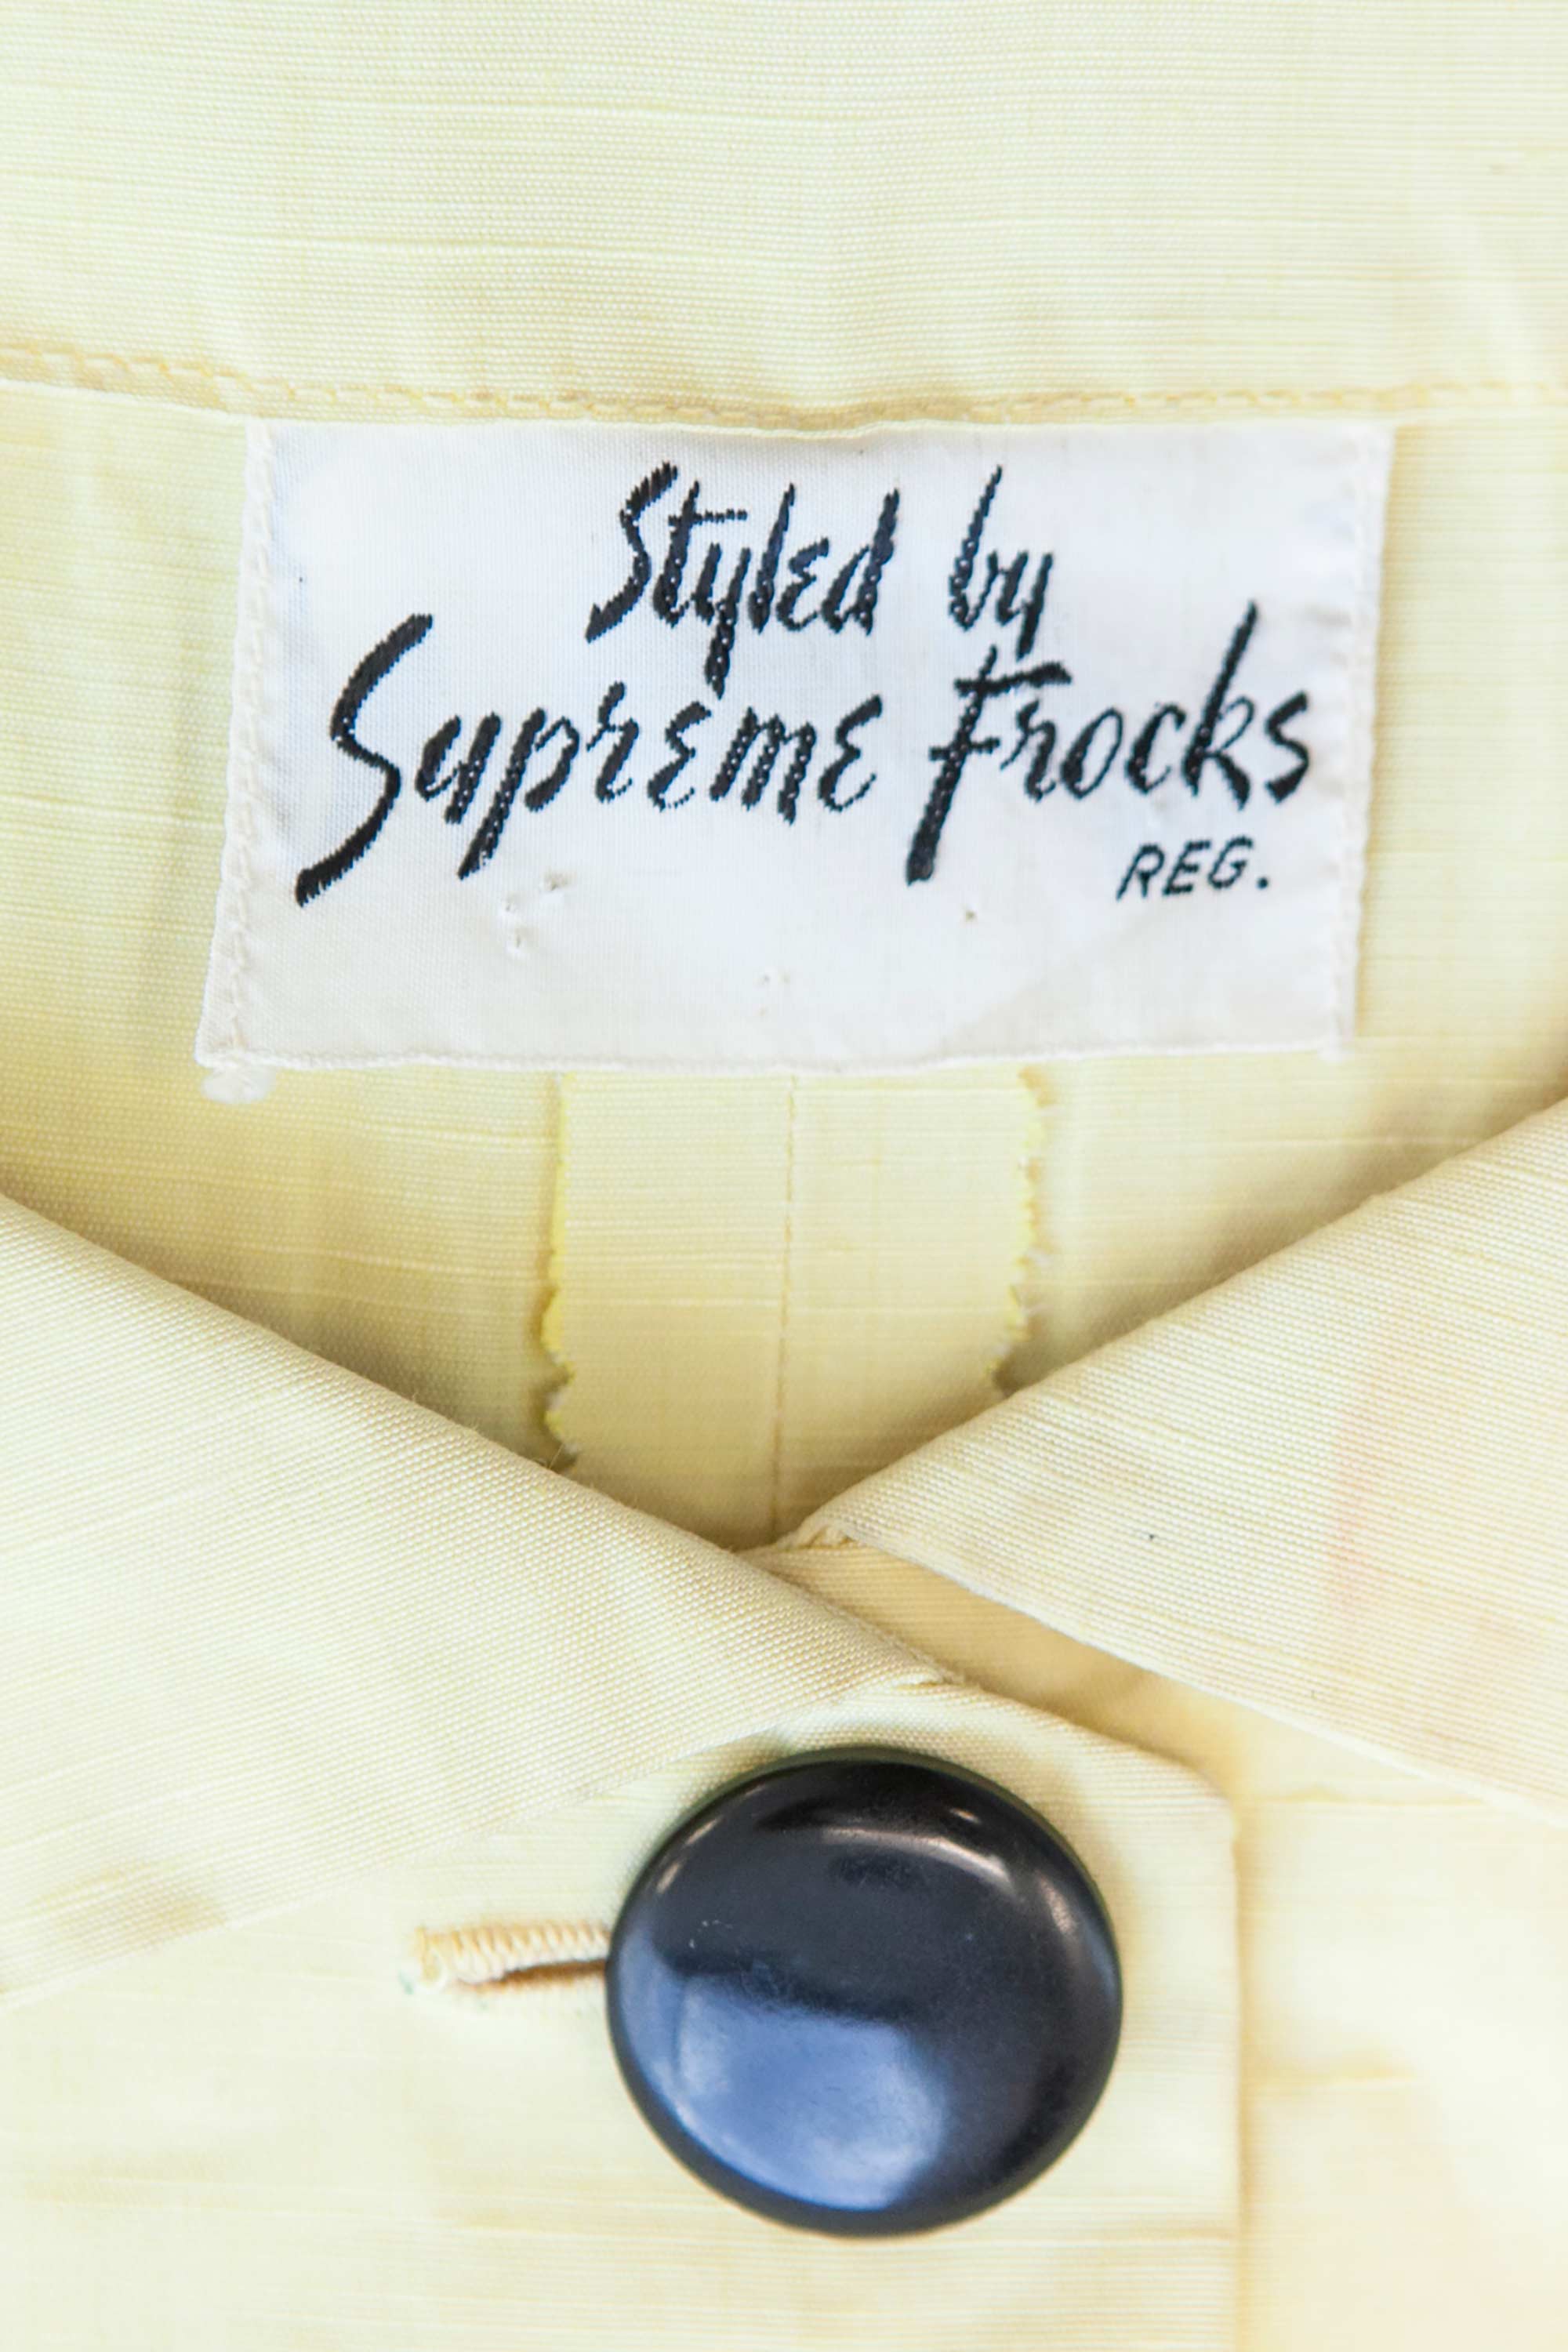 Styled by
Supreme Frocks
REG.